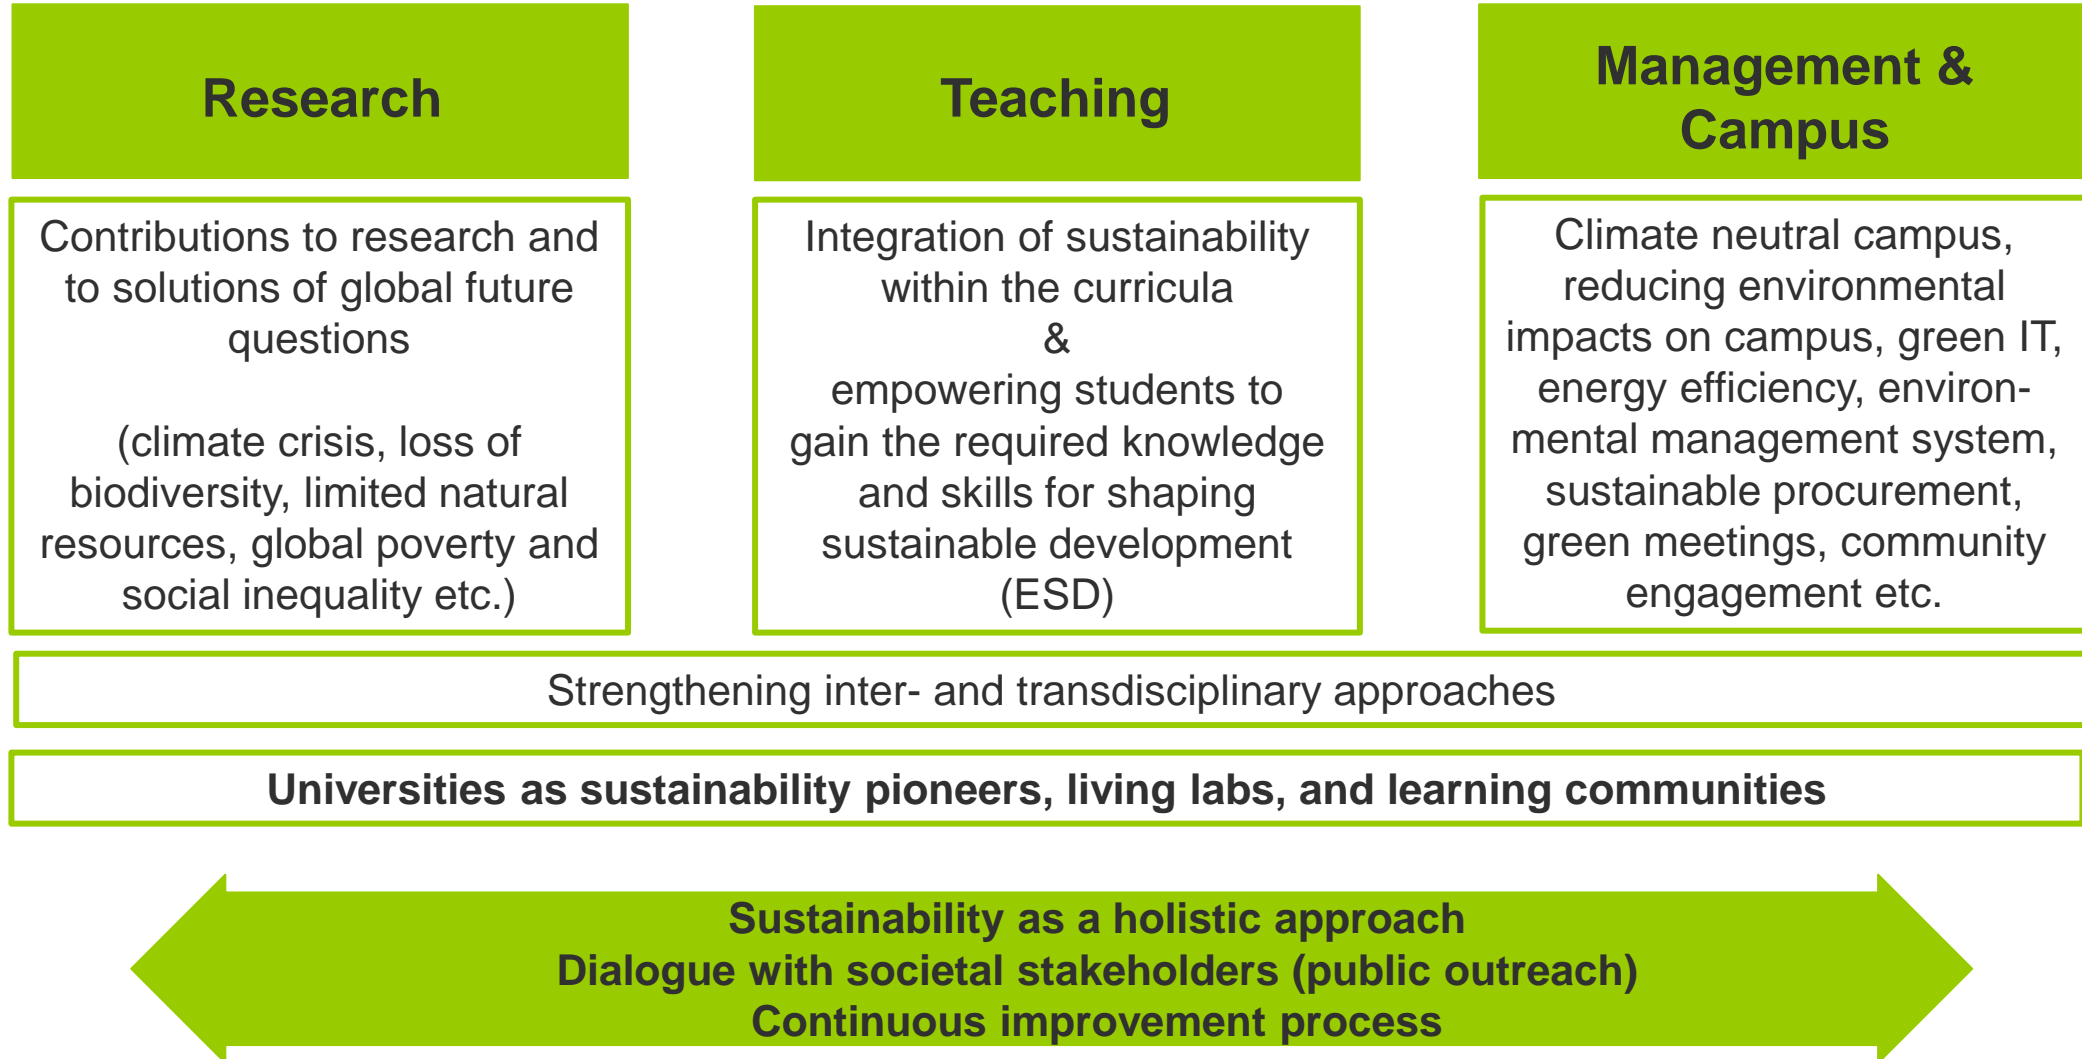 Research
Contributions to research and
to solutions of global future
questions
(climate crisis, loss of
biodiversity, limited natural
resources, global poverty and
social inequality etc.)
Teaching
Integration of sustainability
within the curricula
&
empowering students to
gain the required knowledge
and skills for shaping
sustainable development
(ESD)
Management &
Campus
Climate neutral campus,
reducing environmental
impacts on campus, green IT,
energy efficiency, environ-
mental management system,
sustainable procurement,
green meetings, community
engagement etc.
Strengthening inter- and transdisciplinary approaches
Universities as sustainability pioneers, living labs, and learning communities
Sustainability as a holistic approach
Dialogue with societal stakeholders (public outreach)
Continuous improvement process